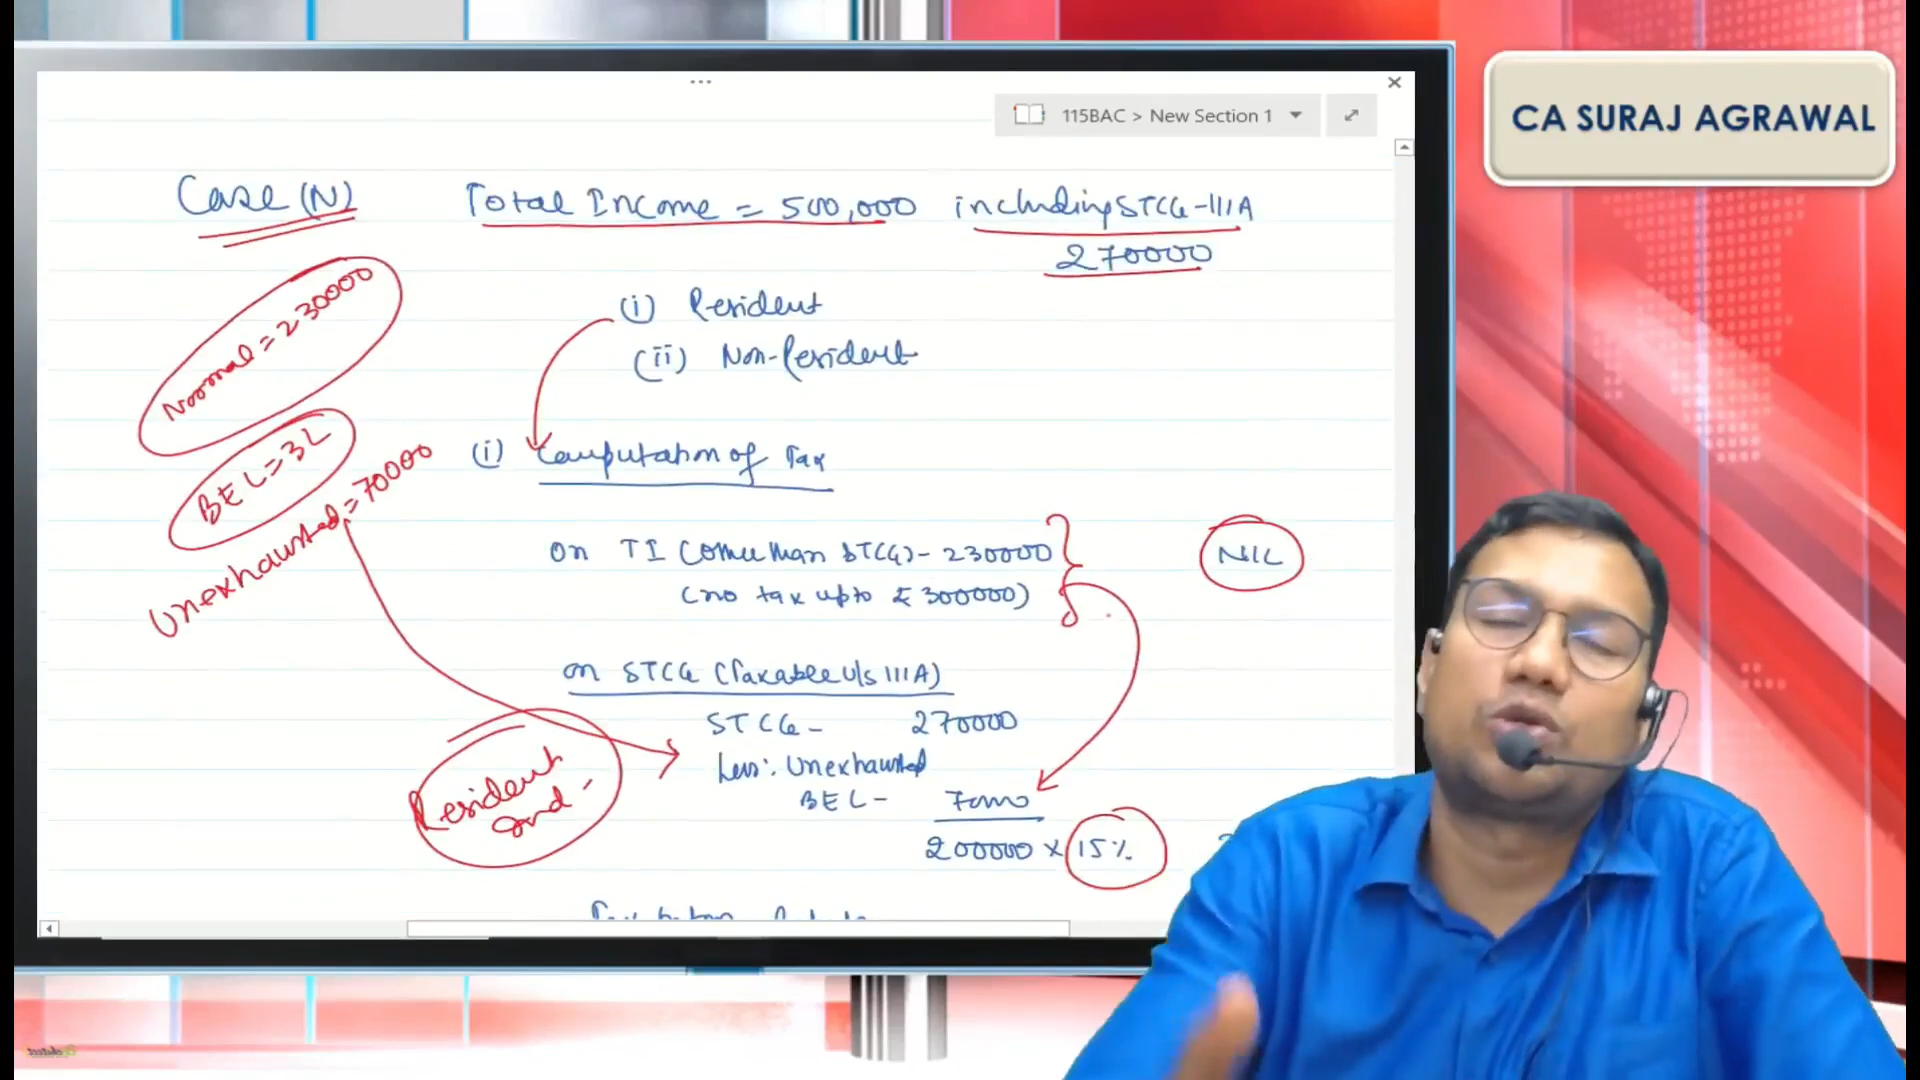 CA SURAJ AGRAWAL
115BAC > New Section 1
Case (N) Total Income = 500,000 including STCG-111A
270000
Normal = 230000
(i) Resident
(ii) Non-Resident
BEL = 3L
Unexhausted = 70000
(i) Computation of Tax
on TI (other than STCG) - 230000 NIL
(no tax upto ₹ 300000)
on STCG (Taxable U/s 111A)
STCG - 270000
Less: Unexhausted
BEL - 70000
Resident
Ind -
200000 × 15%